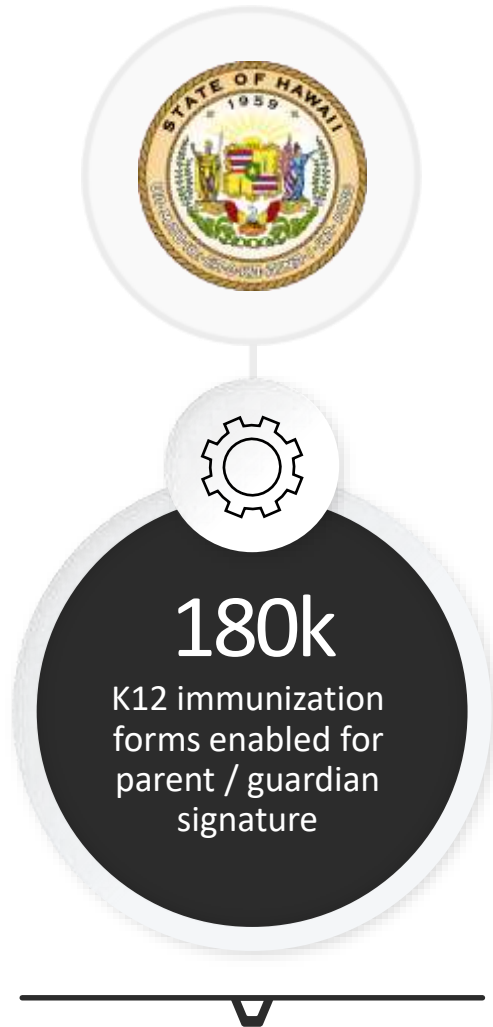 STATE OF HAWAII
1959
180k
K12 immunization
forms enabled for
parent / guardian
signature